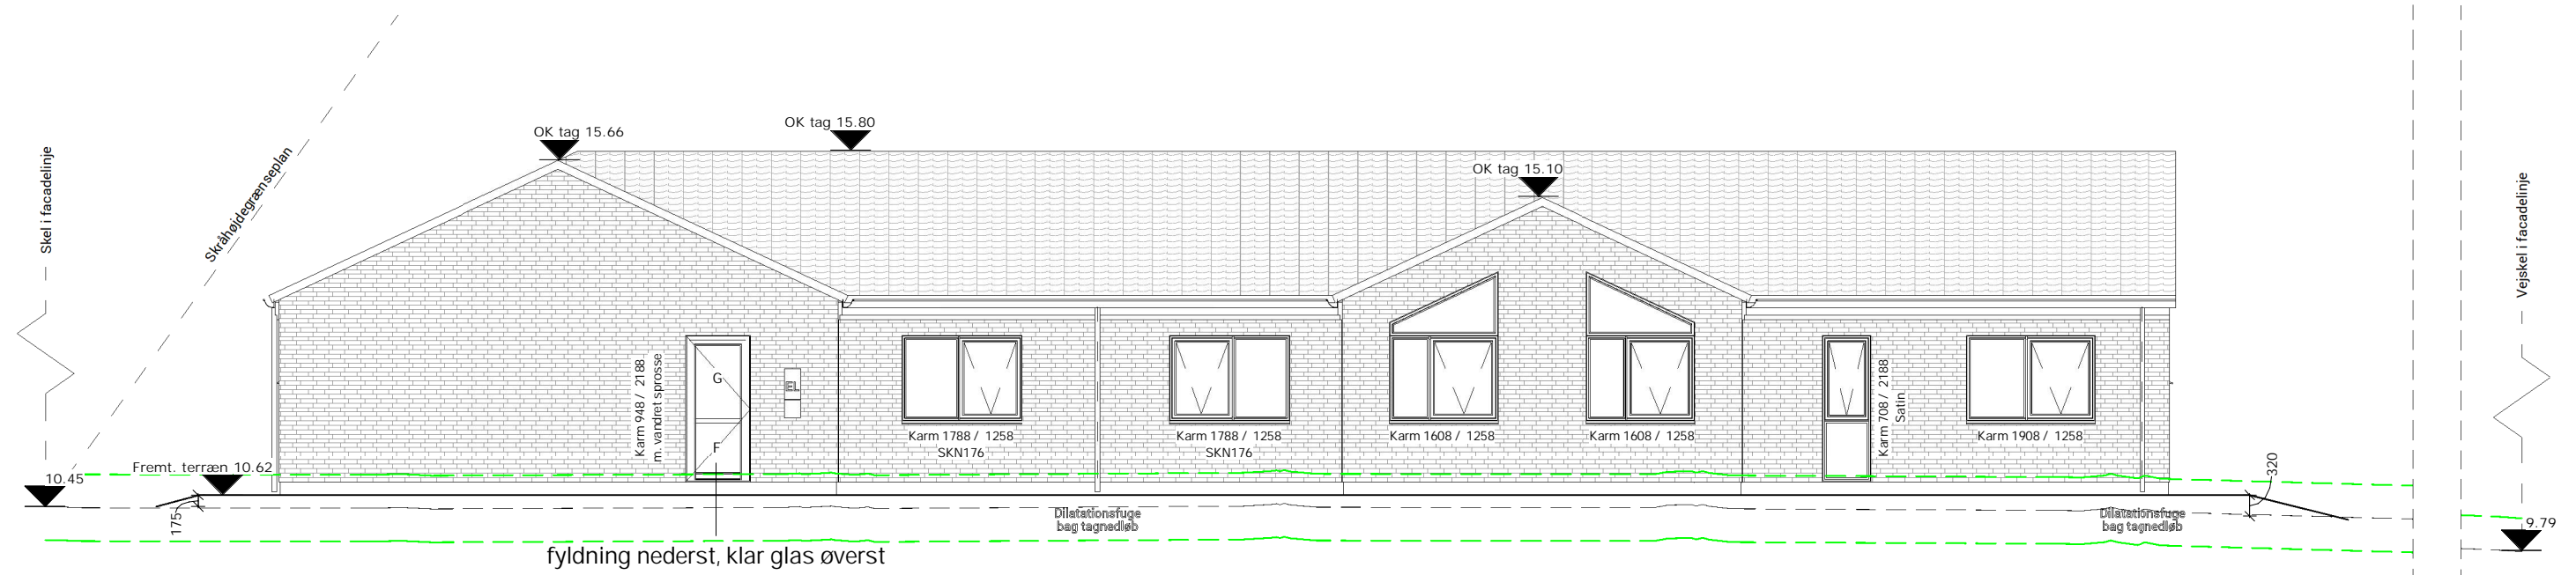 Skel i facadelinje
Skråhøjdegrænseplan
OK tag 15.66
OK tag 15.80
OK tag 15.10
Vejskel i facadelinje
Karm 948 / 2188
m. vandret sprosse
G
F
Karm 1788 / 1258
SKN176
Karm 1788 / 1258
SKN176
Karm 1608 / 1258
Karm 1608 / 1258
Karm 708 / 2188
Satin
Karm 1908 / 1258
Fremt. terræn 10.62
10.45
175
320
9.79
Dilatationsfuge
bag tagnedløb
Dilatationsfuge
bag tagnedløb
fyldning nederst, klar glas øverst